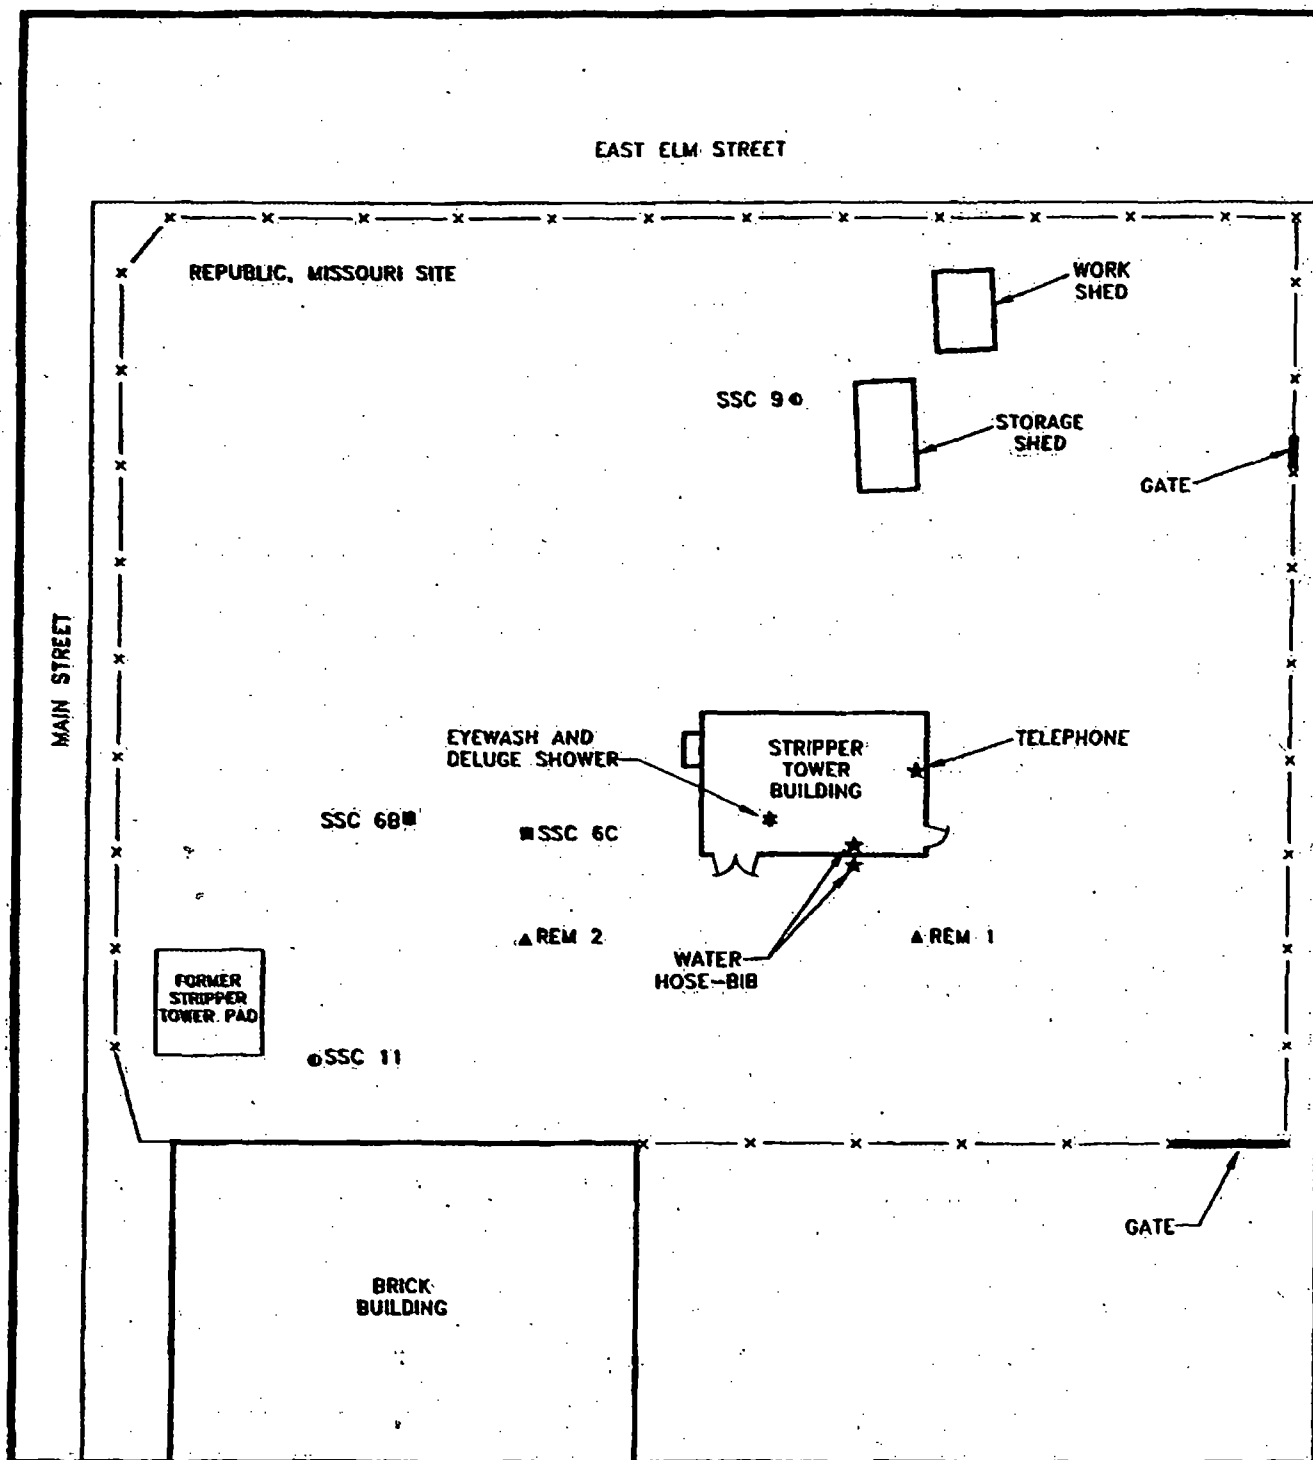 EAST ELM STREET
REPUBLIC, MISSOURI SITE
WORK
SHED
SSC 9
STORAGE
SHED
GATE
MAIN STREET
EYEWASH AND
DELUGE SHOWER
STRIPPER
TOWER
BUILDING
TELEPHONE
SSC 6B
SSC 6C
REM 2
REM 1
WATER
HOSE-BIB
FORMER
STRIPPER
TOWER PAD
SSC 11
GATE
BRICK
BUILDING